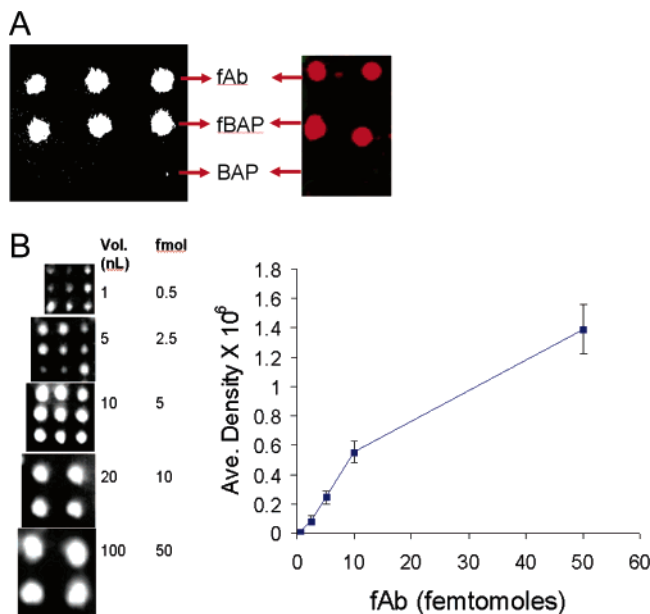 A
fAb
fBAP
BAP
B
Vol. (nL) fmol
1 0.5
5 2.5
10 5
20 10
100 50
Ave. Density X 10⁶
1.8
1.6
1.4
1.2
1
0.8
0.6
0.4
0.2
0
0 10 20 30 40 50 60
fAb (femtomoles)